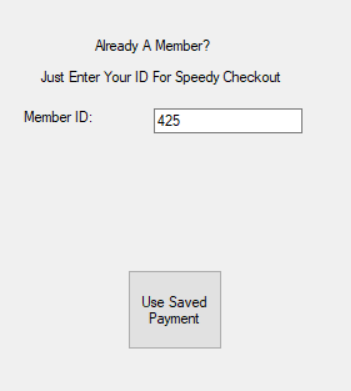 Already A Member?
Just Enter Your ID For Speedy Checkout
Member ID:
425
Use Saved
Payment